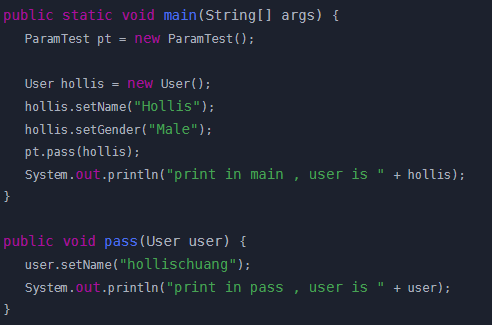 public static void main(String[] args) {
ParamTest pt = new ParamTest();
User hollis = new User();
hollis.setName("Hollis");
hollis.setGender("Male");
pt.pass(hollis);
System.out.println("print in main , user is " + hollis);
}
public void pass(User user) {
user.setName("hollischuang");
System.out.println("print in pass , user is " + user);
}